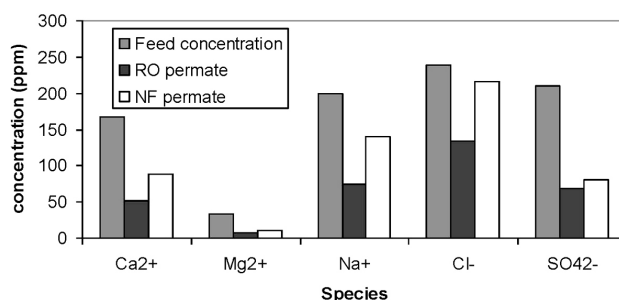 300
250
200
150
100
50
0
concentration (ppm)
Feed concentration
RO permate
NF permate
Ca2+ Mg2+ Na+ Cl- SO42-
Species